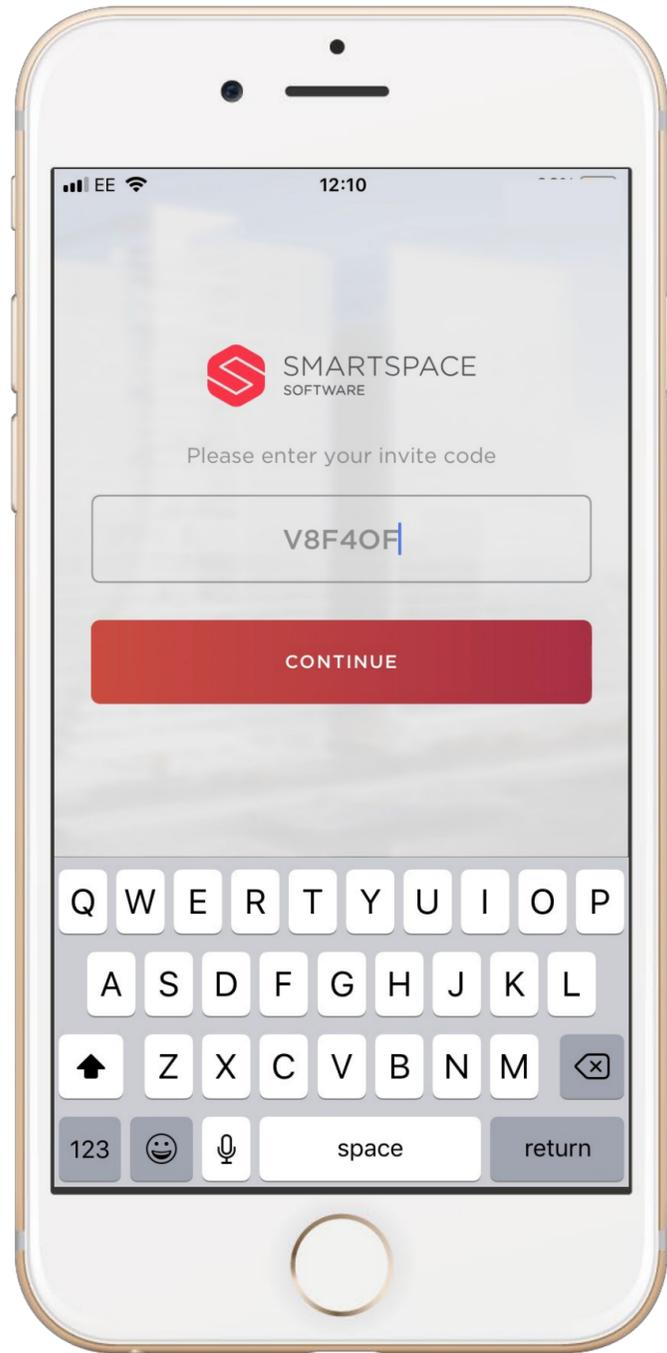 EE 12:10
SMARTSPACE
SOFTWARE
Please enter your invite code
V8F4OF
CONTINUE
Q W E R T Y U I O P
A S D F G H J K L
Z X C V B N M
123 space return